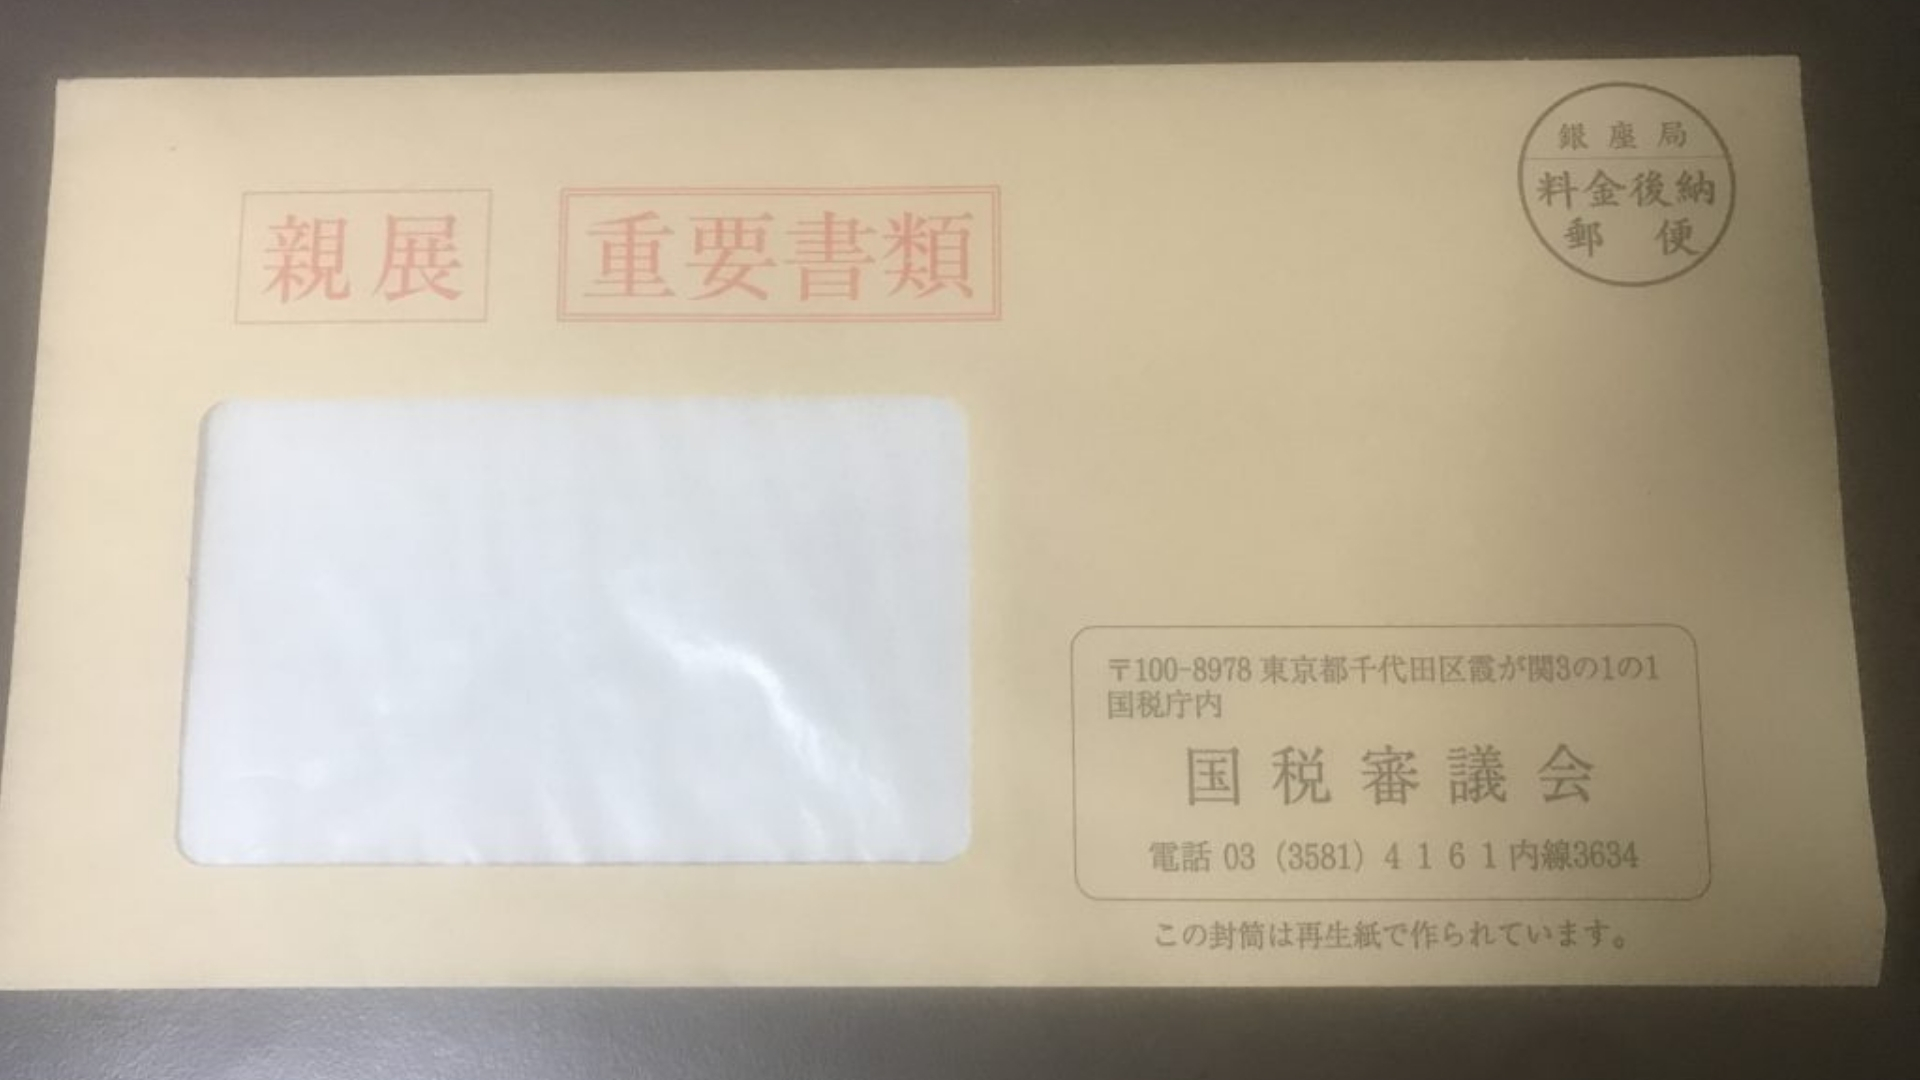 親展
重要書類
銀座局
料金後納
郵便
〒100-8978 東京都千代田区霞が関3の1の1
国税庁内
国税審議会
電話 03（3581）4161内線3634
この封筒は再生紙で作られています。